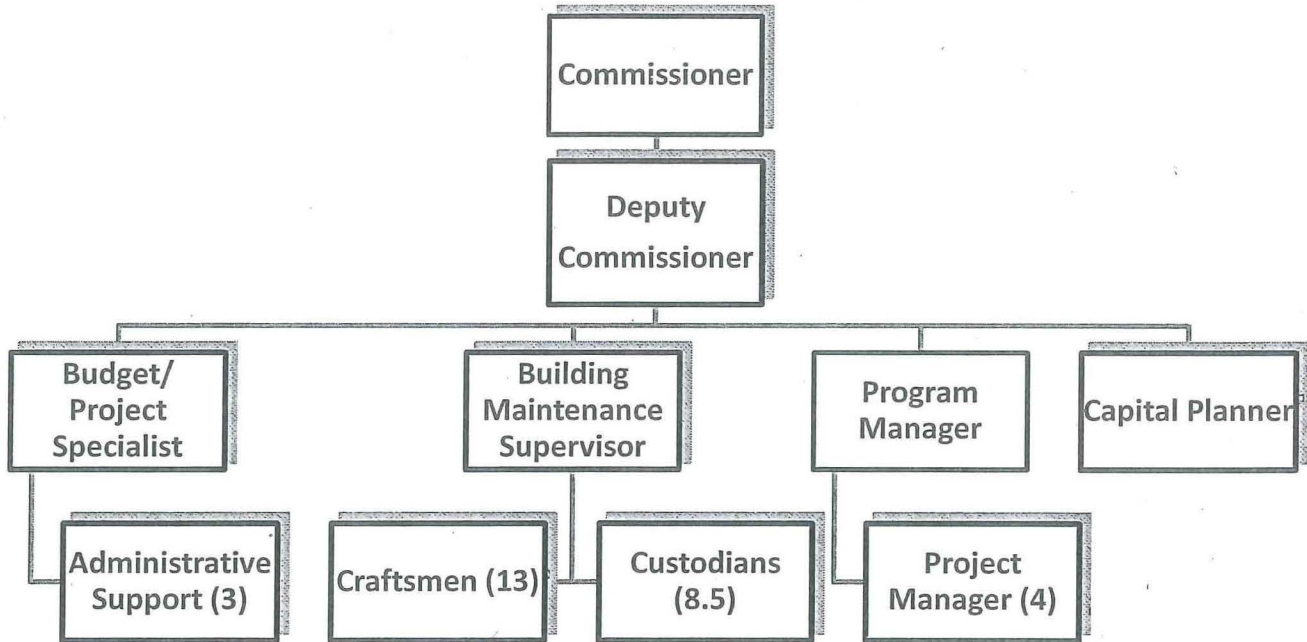 Commissioner
Deputy
Commissioner
Budget/
Project
Specialist
Building
Maintenance
Supervisor
Program
Manager
Capital Planner
Administrative
Support (3)
Craftsmen (13)
Custodians
(8.5)
Project
Manager (4)